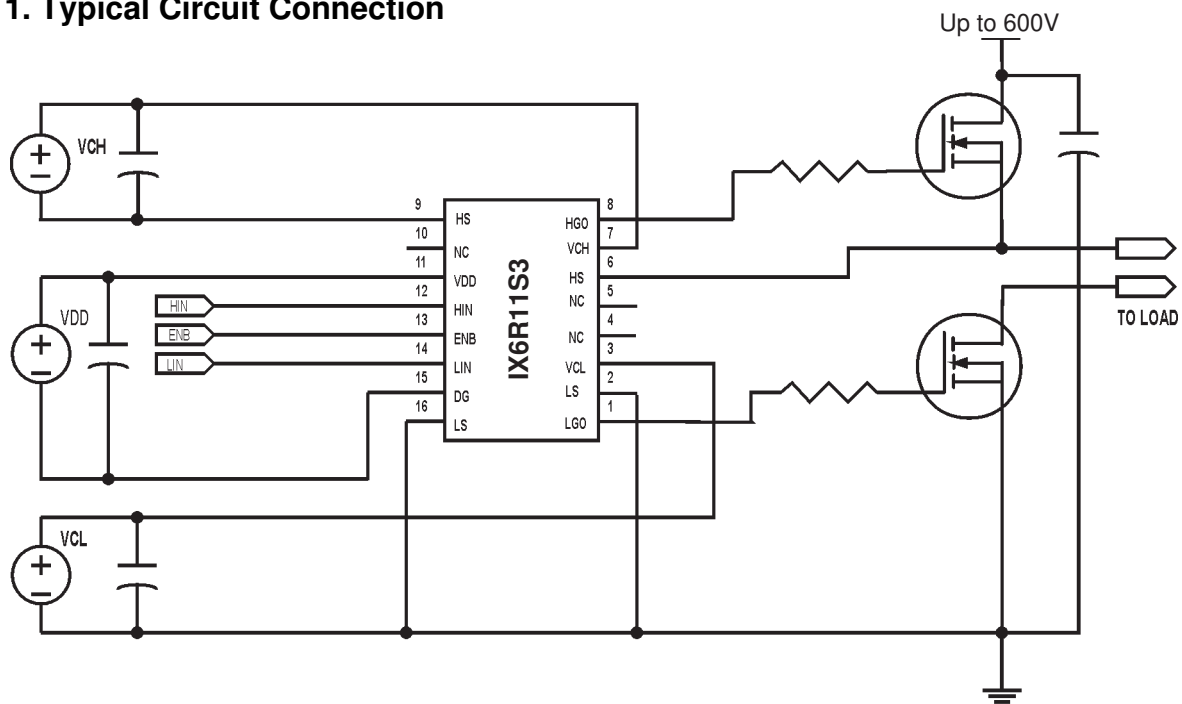 1. Typical Circuit Connection
Up to 600V
VCH
9
HS
10
NC
11
VDD
12
HIN
13
ENB
14
LIN
15
DG
16
LS
IX6R11S3
8
HGO
7
VCH
6
HS
5
NC
4
NC
3
VCL
2
LS
1
LGO
VDD
HIN
ENB
LIN
VCL
TO LOAD